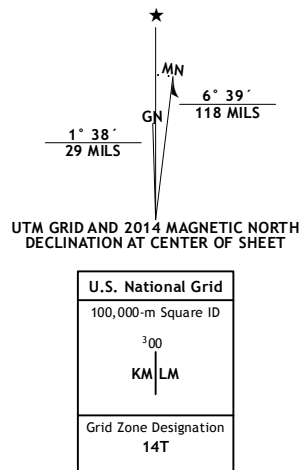 ★
MN
GN
6° 39´
118 MILS
1° 38´
29 MILS
UTM GRID AND 2014 MAGNETIC NORTH
DECLINATION AT CENTER OF SHEET
U.S. National Grid
100,000-m Square ID
³00
KM LM
Grid Zone Designation
14T